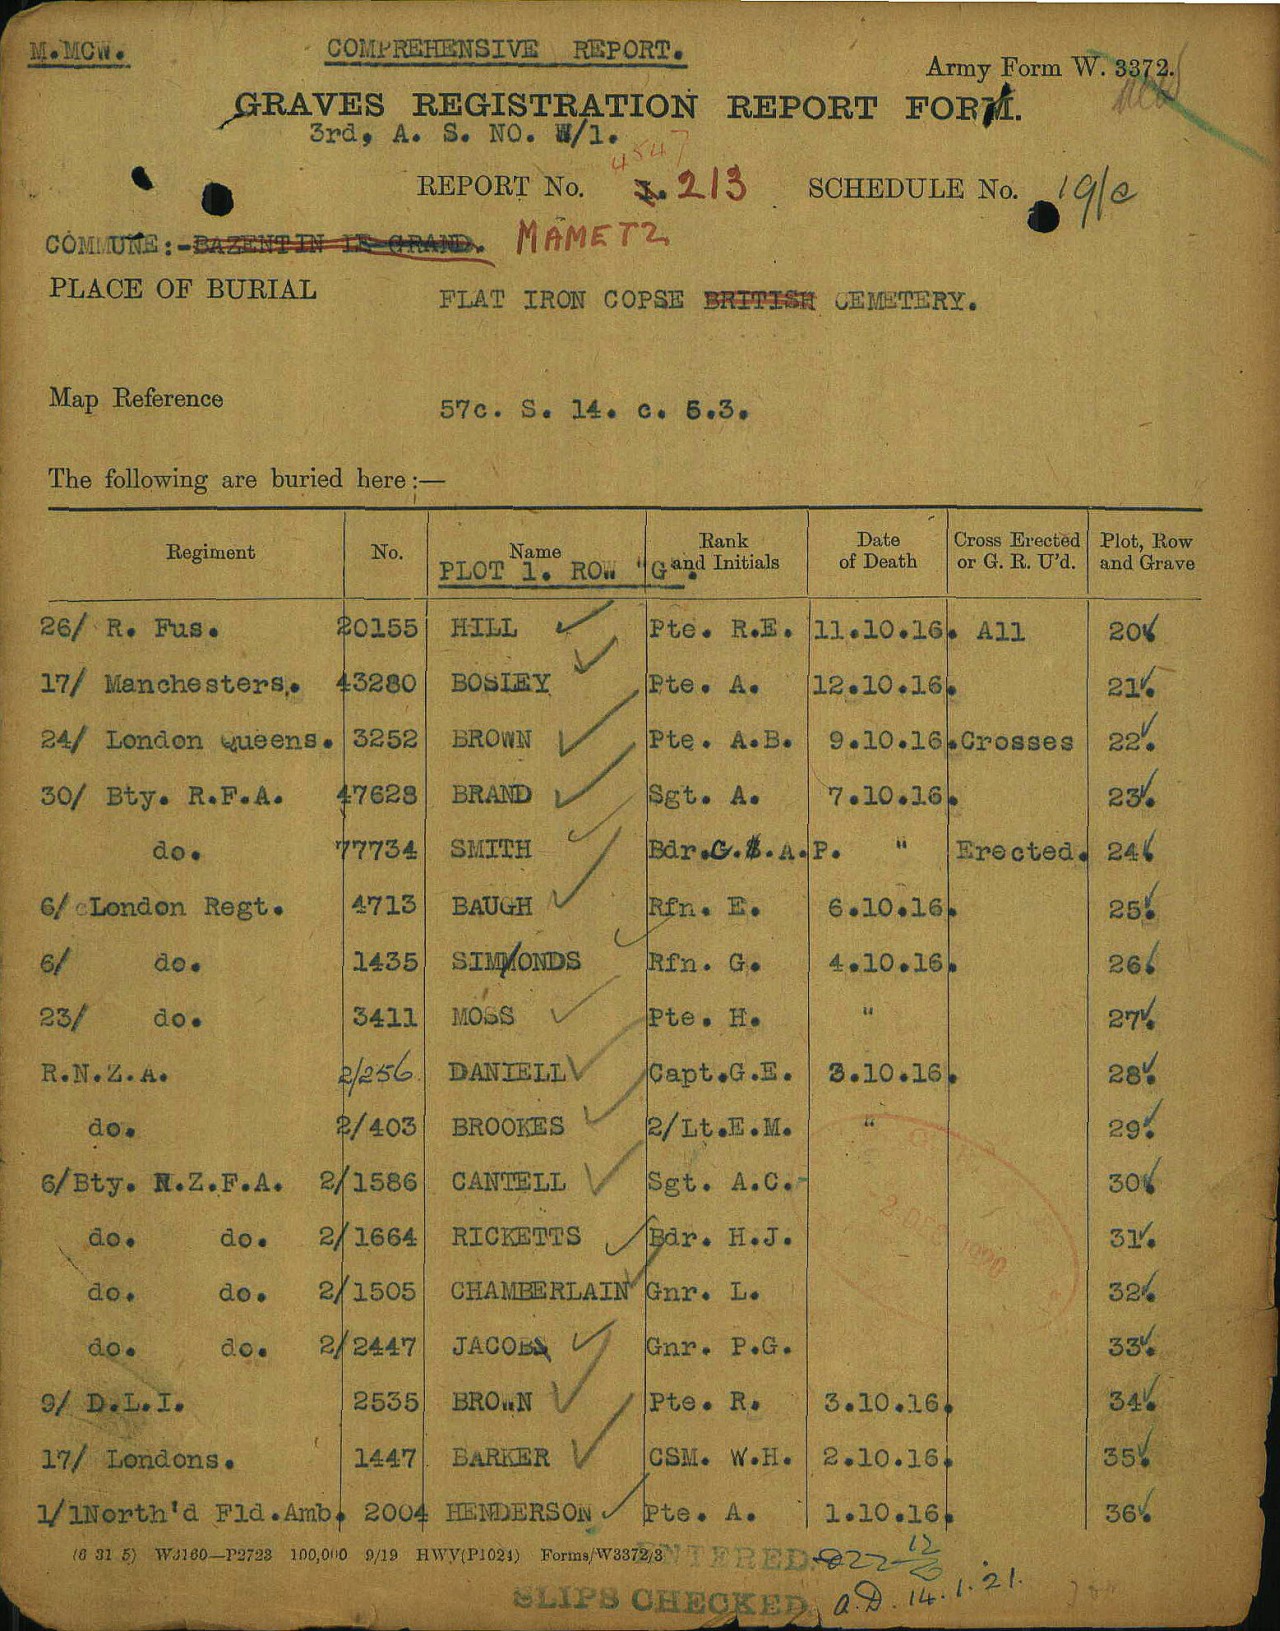 M.MCW.
COMPREHENSIVE REPORT.
Army Form W. 3372.
GRAVES REGISTRATION REPORT FORM.
3rd, A. S. NO. W/1.
4547
REPORT No. 213 SCHEDULE No. 19/c
COMMUNE:- BAZENTIN LE GRAND. MAMETZ
PLACE OF BURIAL FLAT IRON COPSE BRITISH CEMETERY.
Map Reference 57c. S. 14. c. 5.3.
The following are buried here:—
Regiment No. Name Rank and Initials Date of Death Cross Erected or G. R. U'd. Plot, Row and Grave
PLOT 1. ROW "G".
26/ R. Fus. 20155 HILL Pte. R.E. 11.10.16. All 20.
17/ Manchesters. 43280 BOSLEY Pte. A. 12.10.16. 21.
24/ London Queens. 3252 BROWN Pte. A.B. 9.10.16. Crosses 22.
30/ Bty. R.F.A. 47628 BRAND Sgt. A. 7.10.16. 23.
do. 77734 SMITH Bdr. G.S.A.P. " Erected. 24.
6/ London Regt. 4713 BAUGH Rfn. E. 6.10.16. 25.
6/ do. 1435 SIMMONDS Rfn. G. 4.10.16. 26.
23/ do. 3411 MOSS Pte. H. " 27.
R.N.Z.A. 2/256 DANIELL Capt.G.E. 3.10.16. 28.
do. 2/403 BROOKES 2/Lt.E.M. " 29.
6/Bty. N.Z.F.A. 2/1586 CANTELL Sgt. A.C. 30.
do. do. 2/1664 RICKETTS Bdr. H.J. 31.
do. do. 2/1505 CHAMBERLAIN Gnr. L. 32.
do. do. 2/2447 JACOBS Gnr. P.G. 33.
9/ D.L.I. 2535 BROWN Pte. R. 3.10.16. 34.
17/ Londons. 1447 BARKER CSM. W.H. 2.10.16. 35.
1/1North'd Fld.Amb. 2004 HENDERSON Pte. A. 1.10.16. 36.
(6 31 5) W3160—P2723 100,000 9/19 HWV(P1024) Forms/W3372/3
ENTERED
SLIPS CHECKED a.D. 14.1.21.